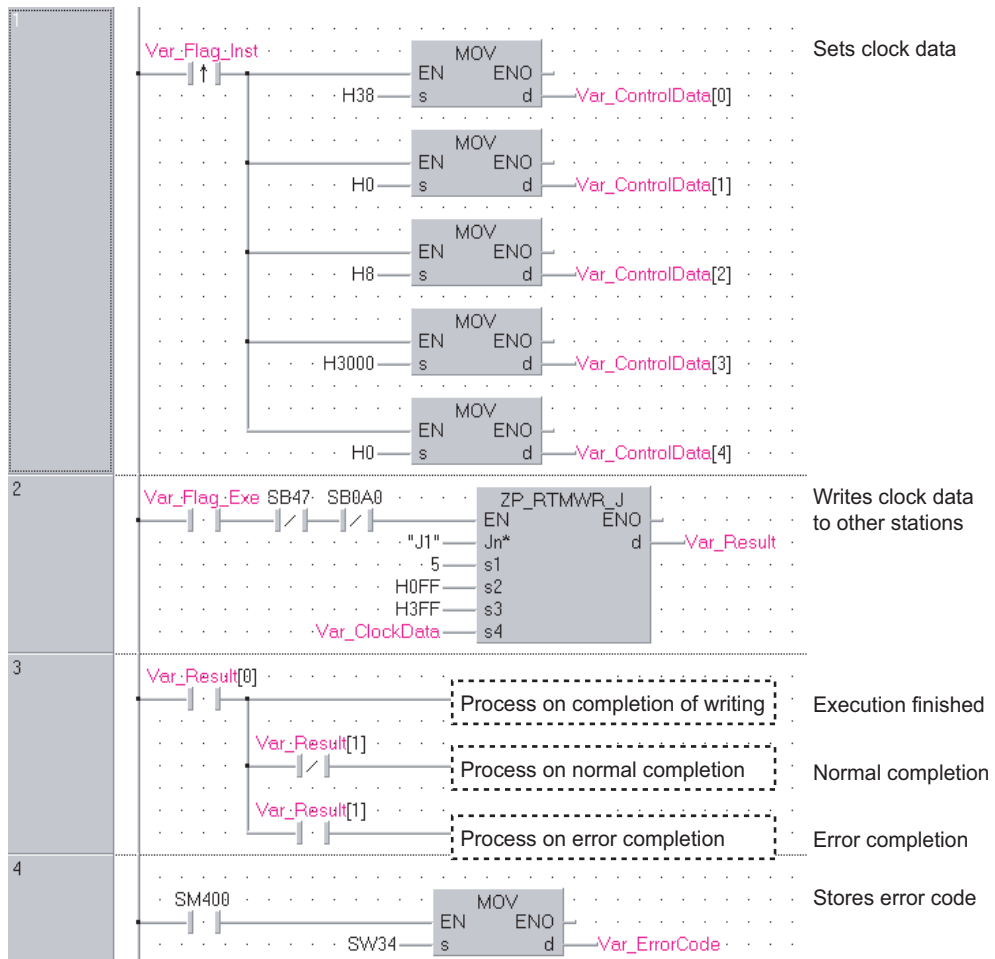 1
Var_Flag_Inst
MOV
Sets clock data
EN ENO
H38 s d Var_ControlData[0]
MOV
EN ENO
H0 s d Var_ControlData[1]
MOV
EN ENO
H8 s d Var_ControlData[2]
MOV
EN ENO
H3000 s d Var_ControlData[3]
MOV
EN ENO
H0 s d Var_ControlData[4]
2
Var_Flag_Exe SB47 SB0A0 ZP_RTMWR_J
Writes clock data
to other stations
EN ENO
"J1" Jn* d Var_Result
5 s1
H0FF s2
H3FF s3
Var_ClockData s4
3
Var_Result[0]
Process on completion of writing
Execution finished
Var_Result[1]
Process on normal completion
Normal completion
Var_Result[1]
Process on error completion
Error completion
4
SM400
MOV
Stores error code
EN ENO
SW34 s d Var_ErrorCode